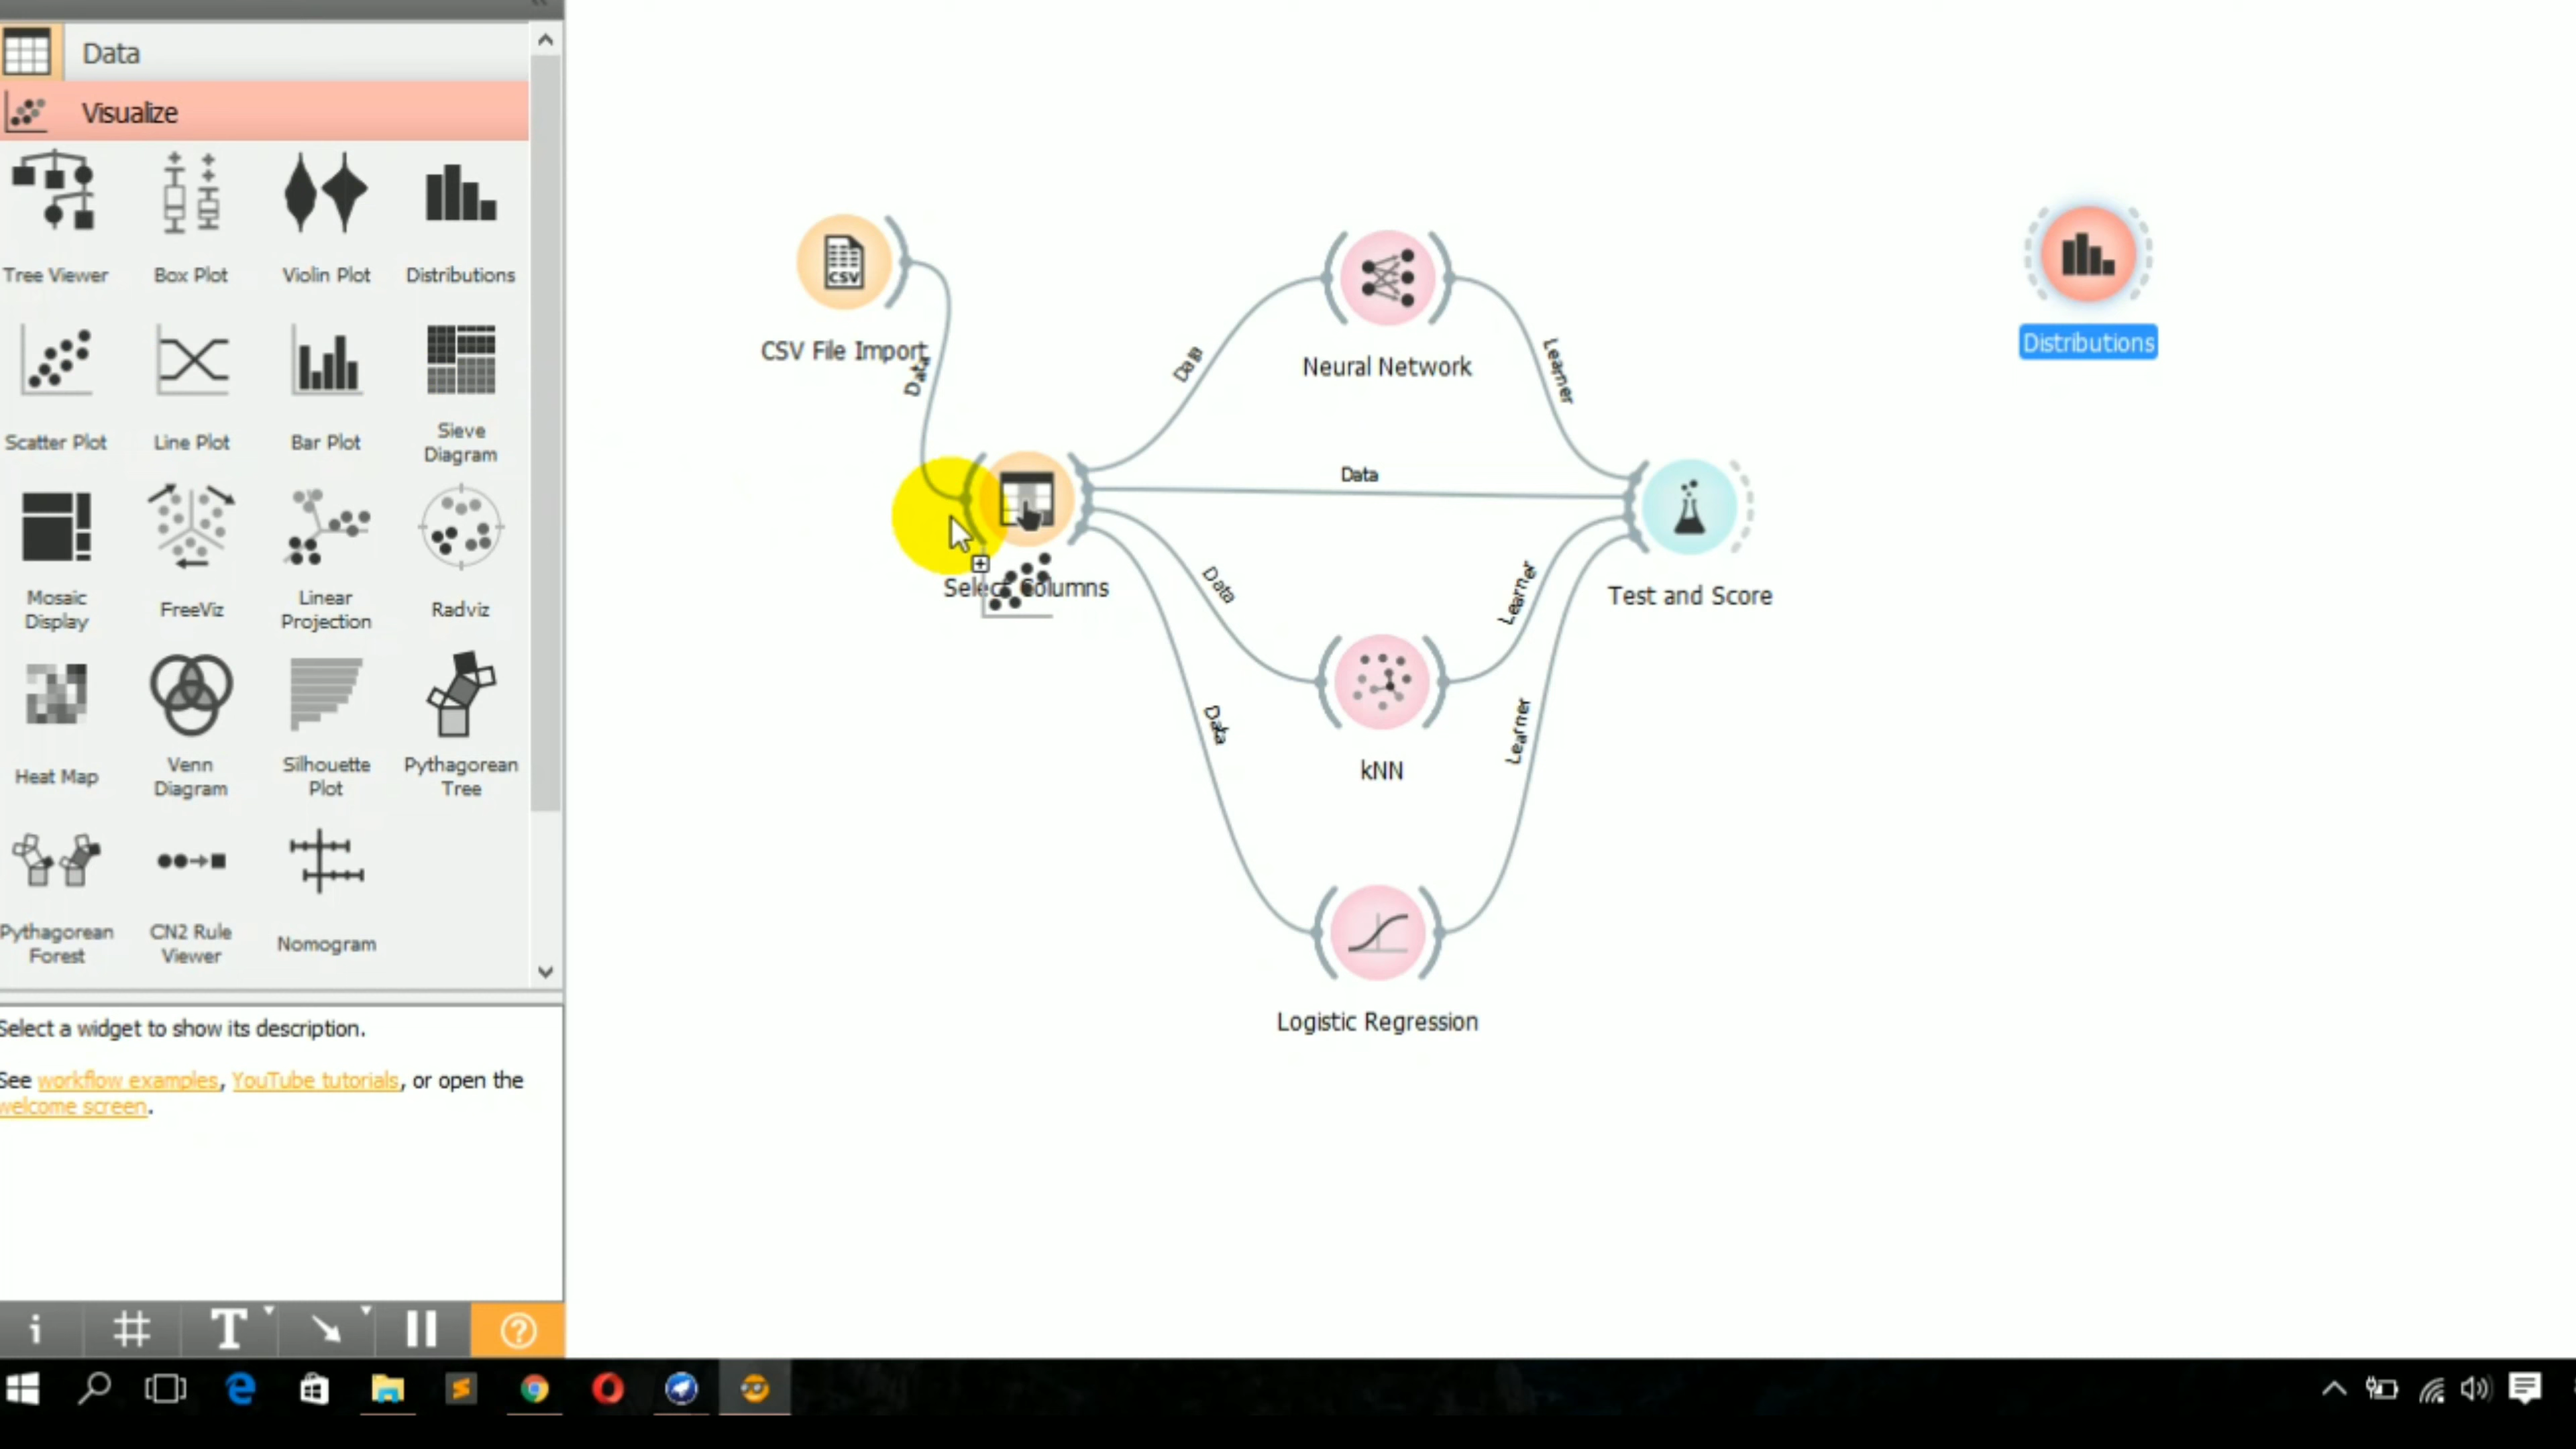 Data
Visualize
Tree Viewer
Box Plot
Violin Plot
Distributions
Scatter Plot
Line Plot
Bar Plot
Sieve
Diagram
Mosaic
Display
FreeViz
Linear
Projection
Radviz
Heat Map
Venn
Diagram
Silhouette
Plot
Pythagorean
Tree
Pythagorean
Forest
CN2 Rule
Viewer
Nomogram
Select a widget to show its description.
See workflow examples, YouTube tutorials, or open the
welcome screen.
CSV
CSV File Import
Data
Select Columns
Data
Data
Data
Data
Neural Network
kNN
Logistic Regression
Learner
Learner
Learner
Test and Score
Distributions